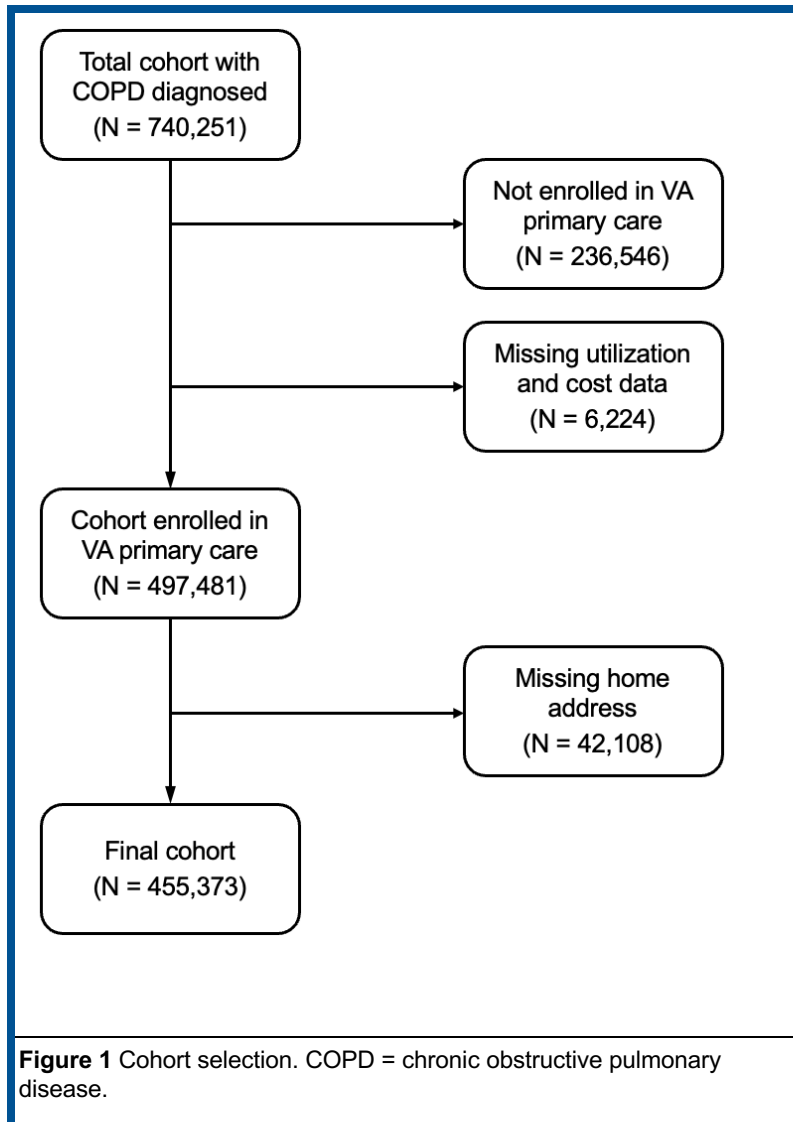 Total cohort with
COPD diagnosed
(N = 740,251)
Not enrolled in VA
primary care
(N = 236,546)
Missing utilization
and cost data
(N = 6,224)
Cohort enrolled in
VA primary care
(N = 497,481)
Missing home
address
(N = 42,108)
Final cohort
(N = 455,373)
Figure 1 Cohort selection. COPD = chronic obstructive pulmonary
disease.